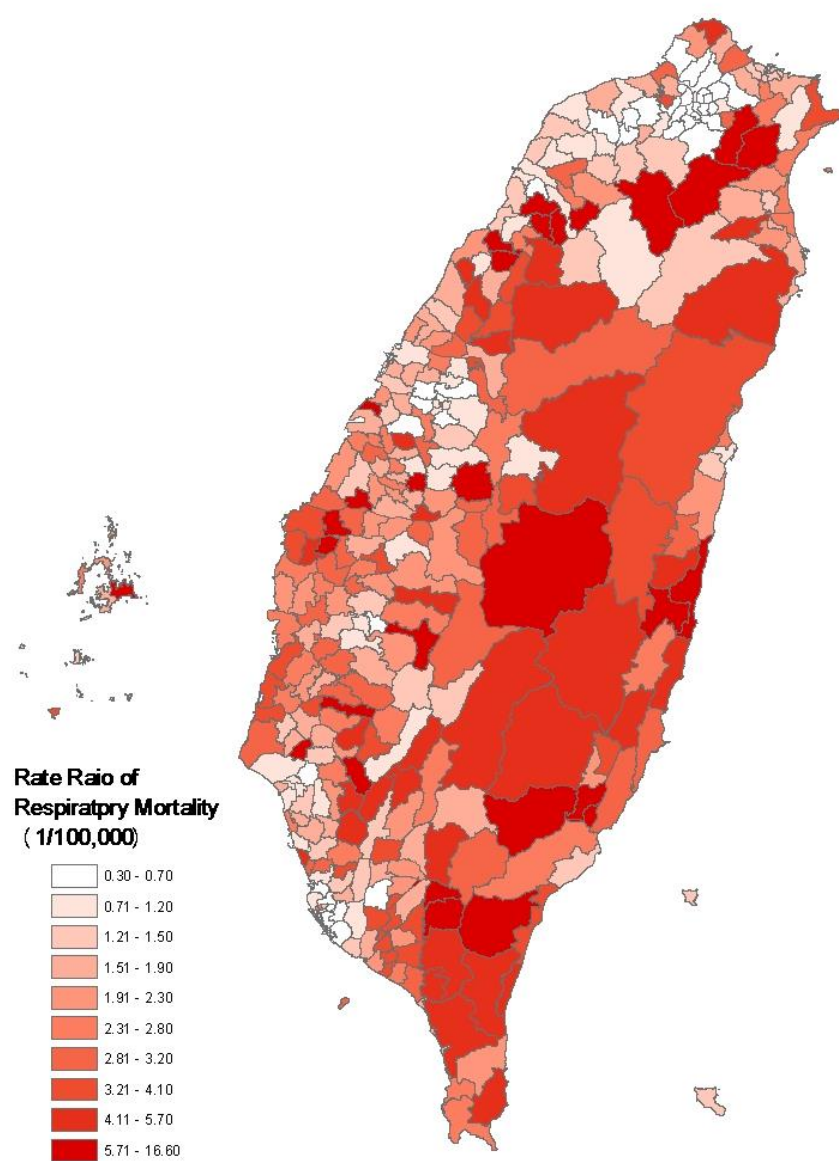 Rate Raio of
Respiratpry Mortality
( 1/100,000)
0.30 - 0.70
0.71 - 1.20
1.21 - 1.50
1.51 - 1.90
1.91 - 2.30
2.31 - 2.80
2.81 - 3.20
3.21 - 4.10
4.11 - 5.70
5.71 - 16.60